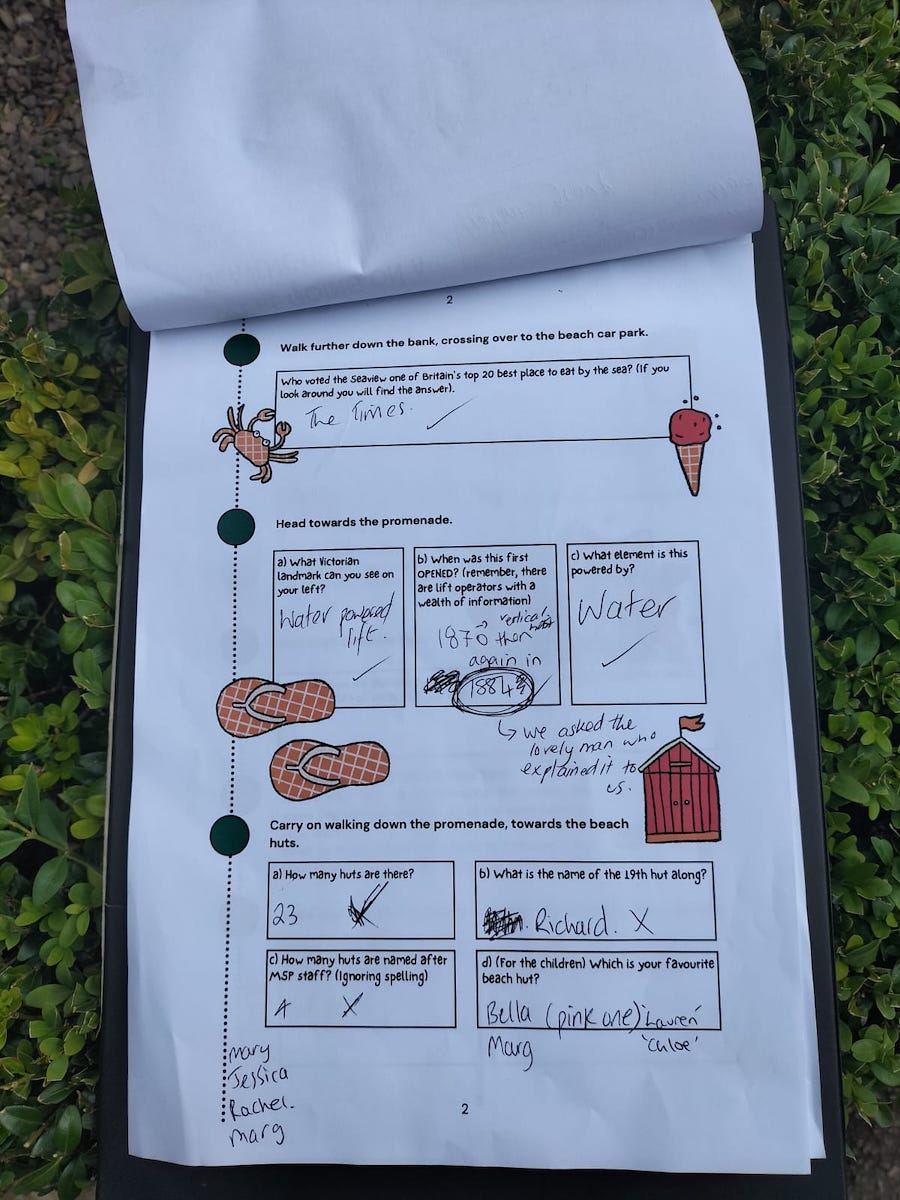 2
Walk further down the bank, crossing over to the beach car park.
Who voted the Seaview one of Britain's top 20 best place to eat by the sea? (If you
look around you will find the answer).
The Times.
Head towards the promenade.
a) What Victorian
landmark can you see on
your left?
Water powered
lift.
b) When was this first
OPENED? (remember, there
are lift operators with a
wealth of information)
1870 → vertical
then
again in
1884
c) What element is this
powered by?
Water
↳ we asked the
lovely man who
explained it to
us.
Carry on walking down the promenade, towards the beach
huts.
a) How many huts are there?
23
b) What is the name of the 19th hut along?
Richard. X
c) How many huts are named after
MSP staff? (Ignoring spelling)
4 X
d) (For the children) Which is your favourite
beach hut?
Bella (pink one) 'Lauren'
Marg 'Chloe'
mary
Jessica
Rachel.
marg
2